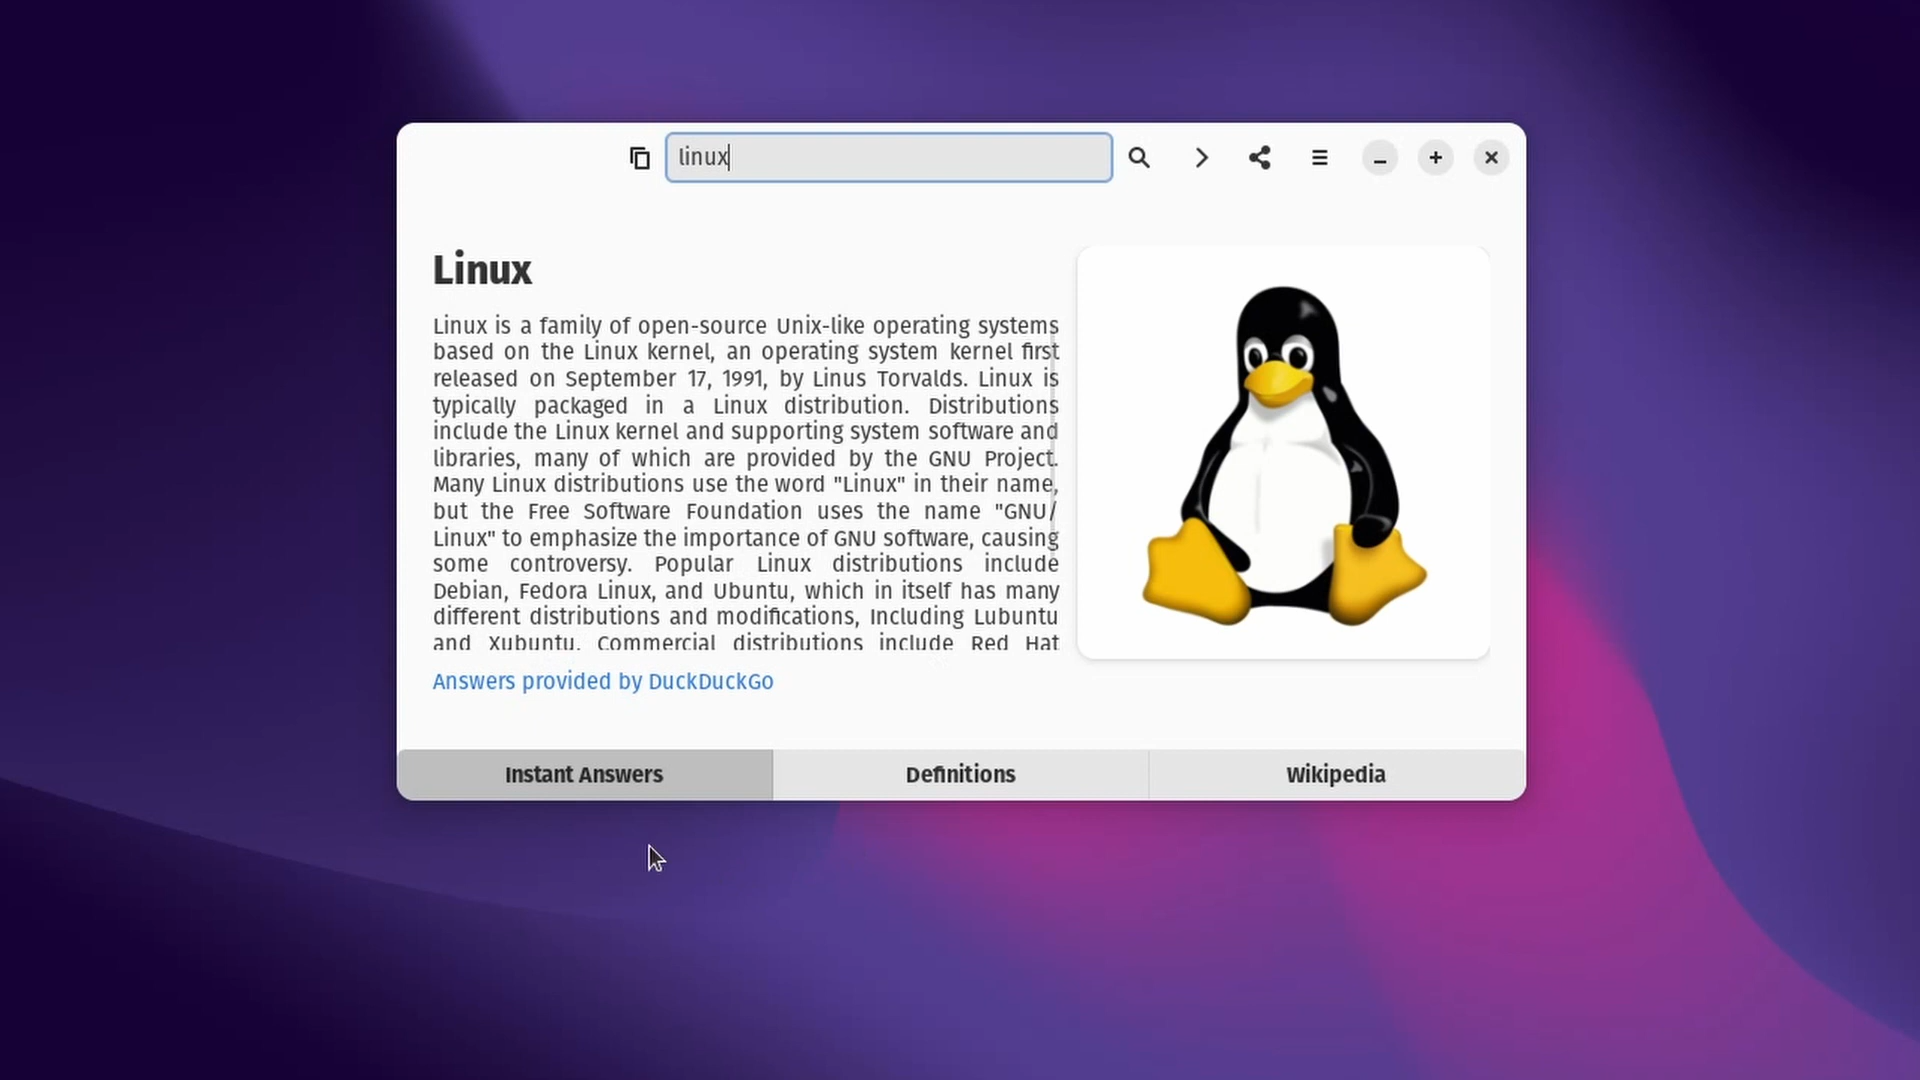 linux
Linux
Linux is a family of open-source Unix-like operating systems
based on the Linux kernel, an operating system kernel first
released on September 17, 1991, by Linus Torvalds. Linux is
typically packaged in a Linux distribution. Distributions
include the Linux kernel and supporting system software and
libraries, many of which are provided by the GNU Project.
Many Linux distributions use the word "Linux" in their name,
but the Free Software Foundation uses the name "GNU/
Linux" to emphasize the importance of GNU software, causing
some controversy. Popular Linux distributions include
Debian, Fedora Linux, and Ubuntu, which in itself has many
different distributions and modifications, Including Lubuntu
and Xubuntu. Commercial distributions include Red Hat
Answers provided by DuckDuckGo
Instant Answers
Definitions
Wikipedia